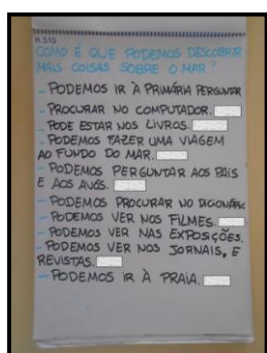 COMO É QUE PODEMOS DESCOBRIR
MAIS COISAS SOBRE O MAR?
- PODEMOS IR À PRIMÁRIA PERGUNTAR
- PROCURAR NO COMPUTADOR.
- PODE ESTAR NOS LIVROS.
- PODEMOS FAZER UMA VIAGEM
AO FUNDO DO MAR.
- PODEMOS PERGUNTAR AOS PAIS
E AOS AVÓS.
- PODEMOS PROCURAR NO DICIONÁRIO
- PODEMOS VER NOS FILMES.
- PODEMOS VER NAS EXPOSIÇÕES.
- PODEMOS VER NOS JORNAIS, E
REVISTAS.
- PODEMOS IR À PRAIA.